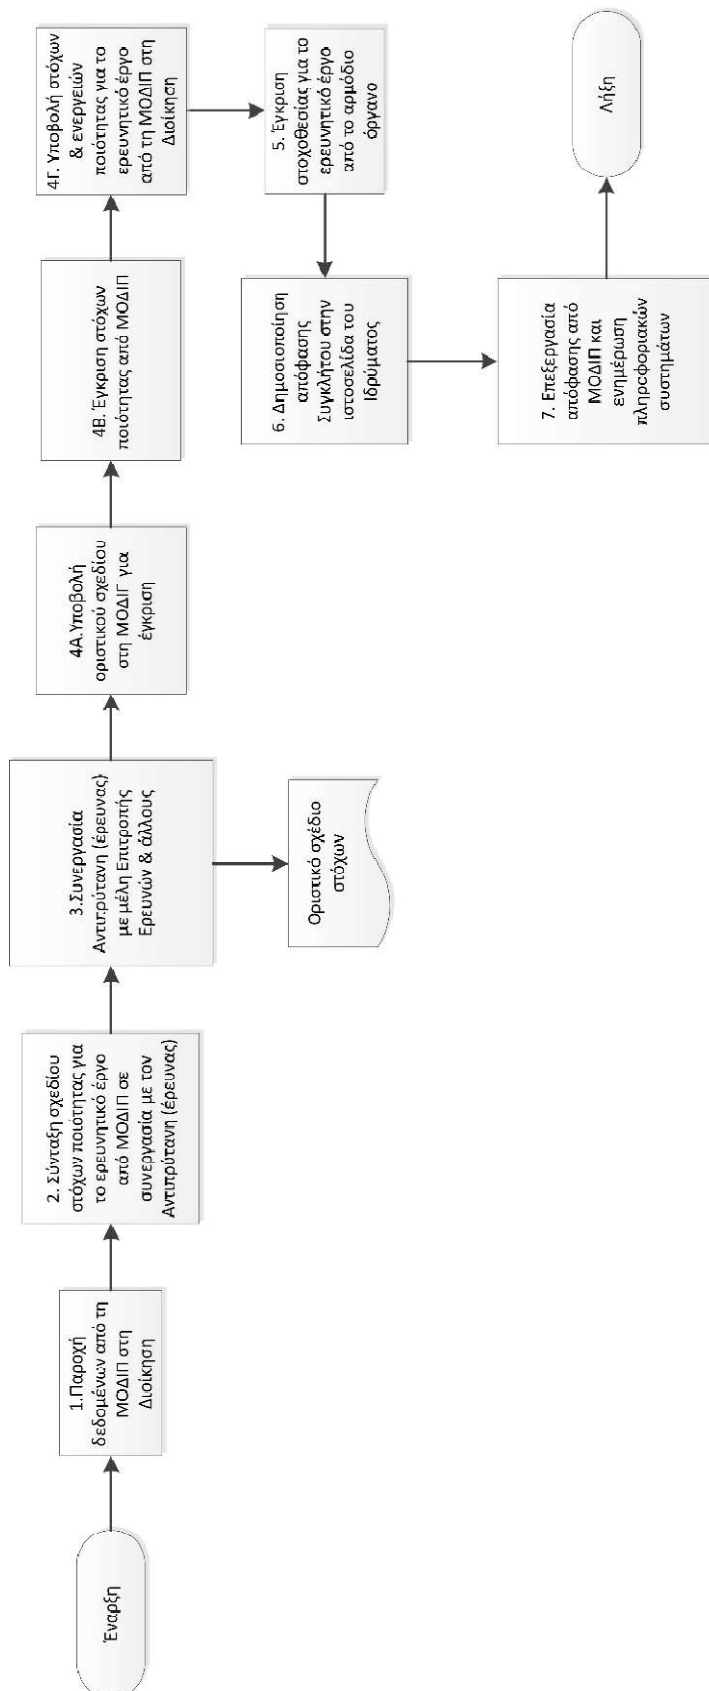 Έναρξη
1.Παροχή
δεδομένων από τη
ΜΟΔΙΠ στη
Διοίκηση
2. Σύνταξη σχεδίου
στόχων ποιότητας για
το ερευνητικό έργο
από ΜΟΔΙΠ σε
συνεργασία με τον
Αντιπρύτανη (έρευνας)
3.Συνεργασία
Αντιπρύτανη (έρευνας)
με μέλη Επιτροπής
Ερευνών & άλλους
Οριστικό σχέδιο
στόχων
4Α.Υποβολή
οριστικού σχεδίου
στη ΜΟΔΙΠ για
έγκριση
4Β. Έγκριση στόχων
ποιότητας από ΜΟΔΙΠ
4Γ. Υποβολή στόχων
& ενεργειών
ποιότητας για το
ερευνητικό έργο
από τη ΜΟΔΙΠ στη
Διοίκηση
5. Έγκριση
στοχοθεσίας για το
ερευνητικό έργο
από το αρμόδιο
όργανο
6. Δημοσιοποίηση
απόφασης
Συγκλήτου στην
ιστοσελίδα του
Ιδρύματος
7. Επεξεργασία
απόφασης από
ΜΟΔΙΠ και
ενημέρωση
πληροφοριακών
συστημάτων
Λήξη